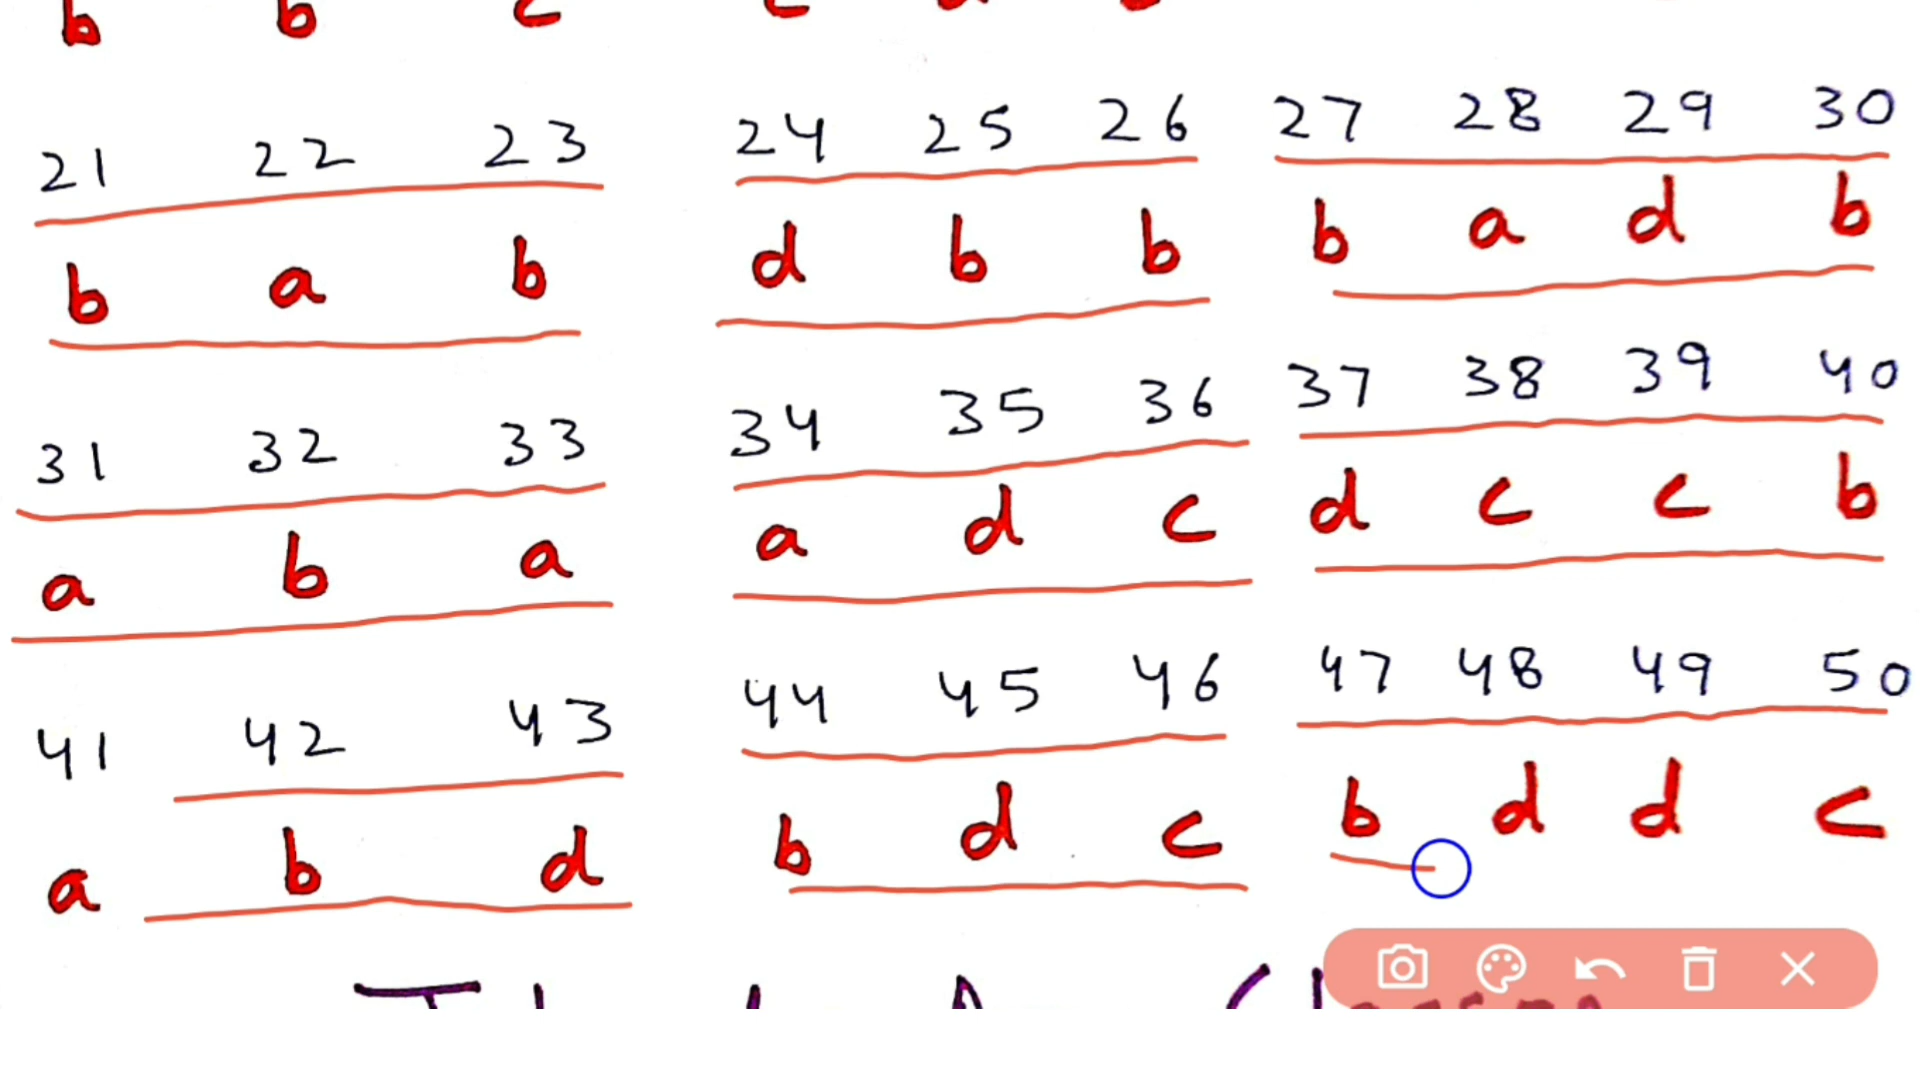 b b c c
21 22 23 24 25 26 27 28 29 30
b a b d b b b a d b
31 32 33 34 35 36 37 38 39 40
a b a a d c d c c b
41 42 43 44 45 46 47 48 49 50
a b d b d c b d d c